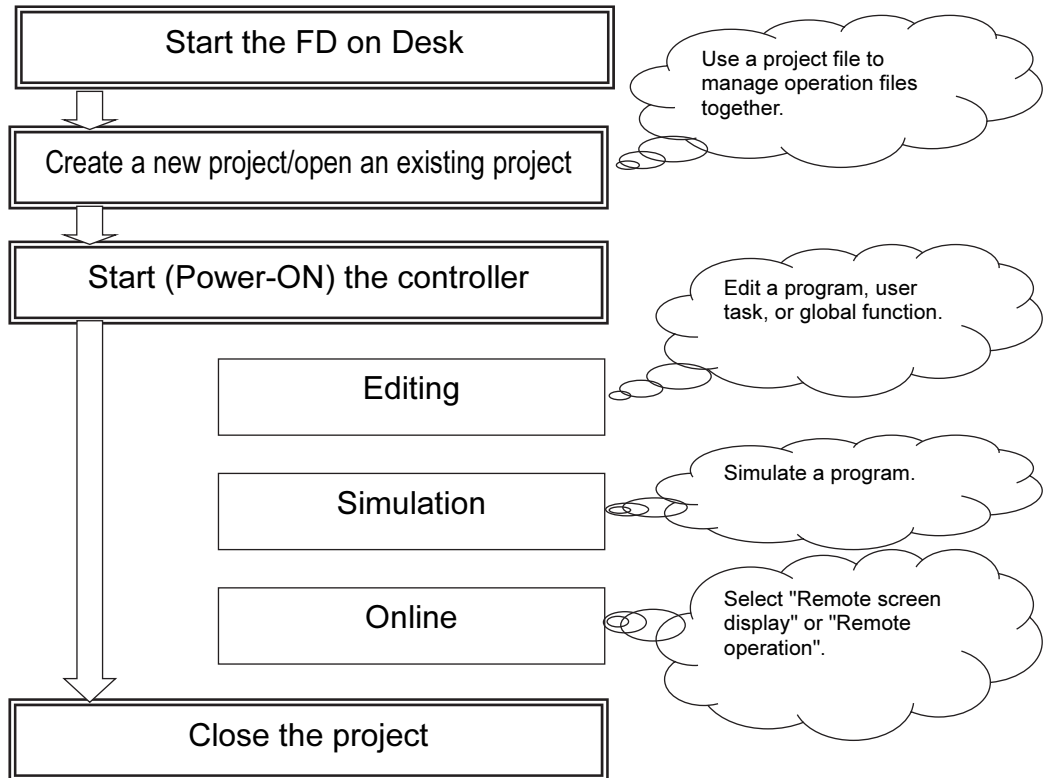 Start the FD on Desk
Use a project file to
manage operation files
together.
Create a new project/open an existing project
Start (Power-ON) the controller
Edit a program, user
task, or global function.
Editing
Simulate a program.
Simulation
Select "Remote screen
display" or "Remote
operation".
Online
Close the project